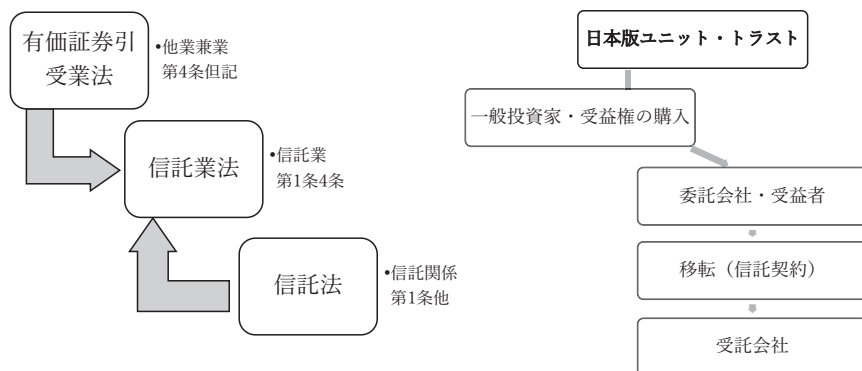 有価証券引
受業法
•他業兼業
第4条但記
信託業法
•信託業
第1条4条
信託法
•信託関係
第1条他
日本版ユニット・トラスト
一般投資家・受益権の購入
委託会社・受益者
移転（信託契約）
受託会社